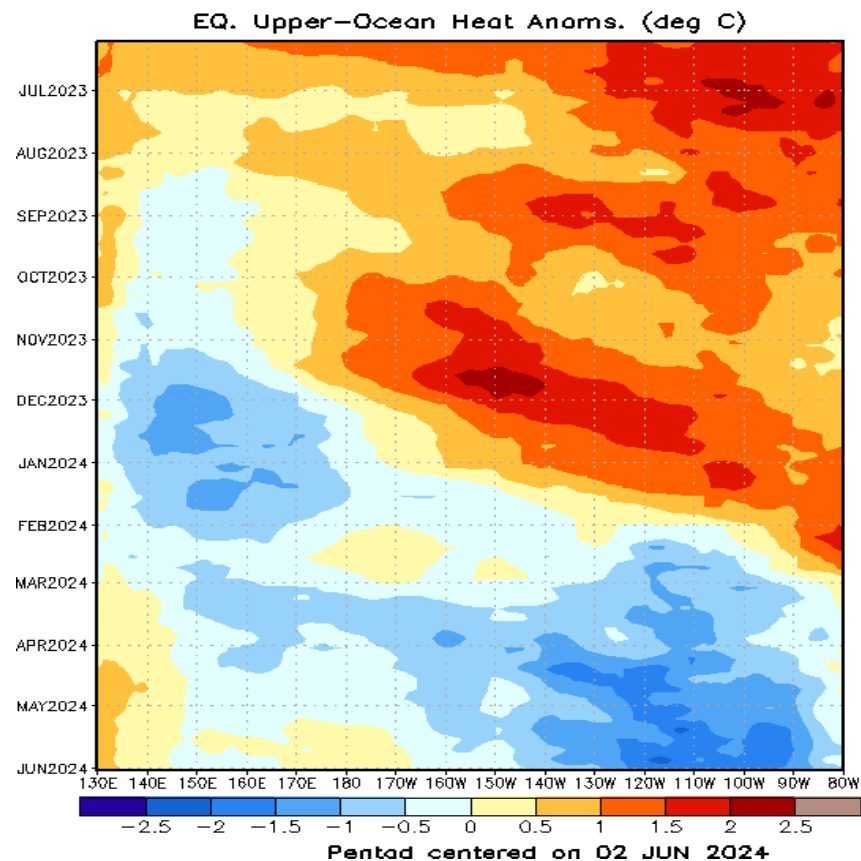 EQ. Upper-Ocean Heat Anoms. (deg C)
JUL2023
AUG2023
SEP2023
OCT2023
NOV2023
DEC2023
JAN2024
FEB2024
MAR2024
APR2024
MAY2024
JUN2024
130E 140E 150E 160E 170E 180 170W 160W 150W 140W 130W 120W 110W 100W 90W 80W
-2.5 -2 -1.5 -1 -0.5 0 0.5 1 1.5 2 2.5
Pentad centered on 02 JUN 2024